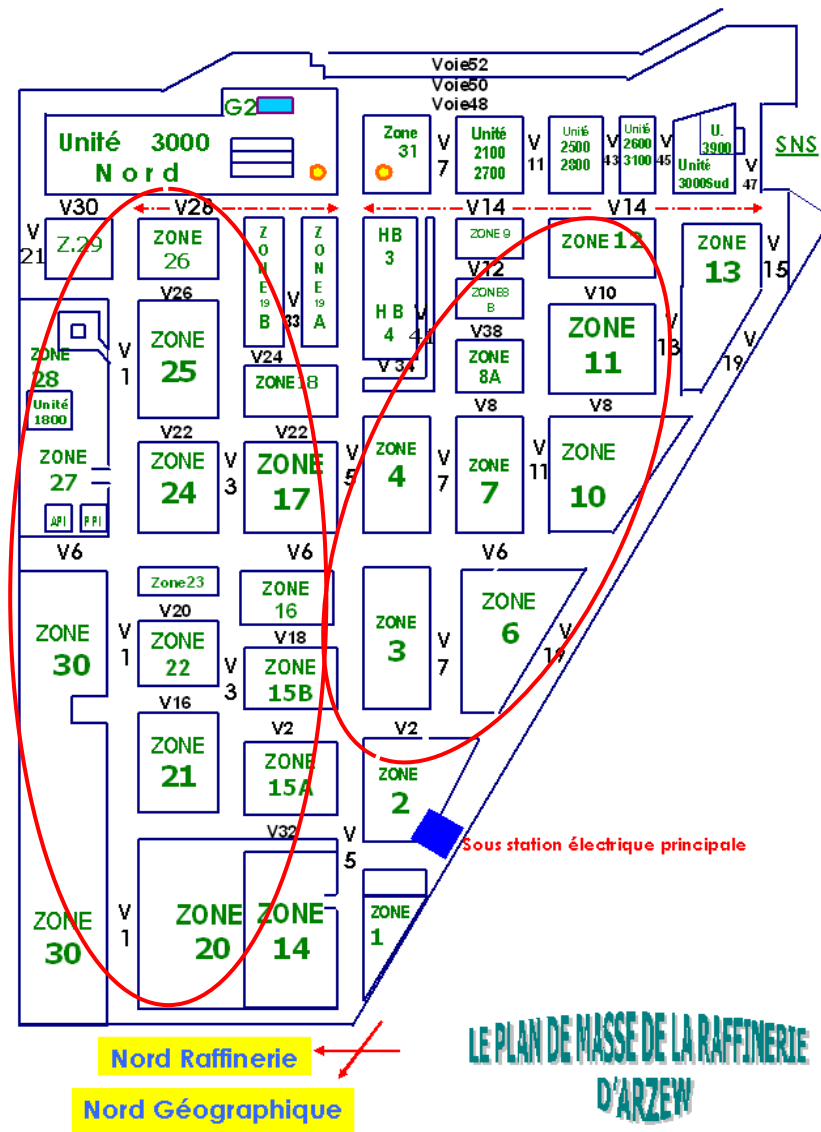 Voie52
Voie50
Voie48
G2
Unité 3000
Nord
Zone
31
V
7
Unité
2100
2700
V
11
Unité
2500
2800
V
43
Unité
2600
3100
V
45
U.
3900
Unité
3000Sud
V
47
SNS
V30
V28
V14
V14
V
21
Z.29
ZONE
26
ZONE
19
B
V
33
ZONE
19
A
HB
3
HB
4
V
41
ZONE 9
V12
ZONE8
B
ZONE 12
ZONE
13
V
15
V26
V10
ZONE
28
Unité
1800
V
1
ZONE
25
V24
ZONE 18
V 34
V38
ZONE
8A
ZONE
11
V
13
V
19
V22
V22
V8
V8
ZONE
27
API
PPI
ZONE
24
V
3
ZONE
17
V
5
ZONE
4
V
7
ZONE
7
V
11
ZONE
10
V6
V6
V6
Zone23
ZONE
16
V20
ZONE
30
V
1
ZONE
22
V
3
V18
ZONE
15B
ZONE
3
V
7
ZONE
6
V
19
V16
V2
V2
ZONE
21
ZONE
15A
ZONE
2
V32
V
5
Sous station électrique principale
ZONE
30
V
1
ZONE
20
ZONE
14
ZONE
1
Nord Raffinerie
Nord Géographique
LE PLAN DE MASSE DE LA RAFFINERIE
D'ARZEW